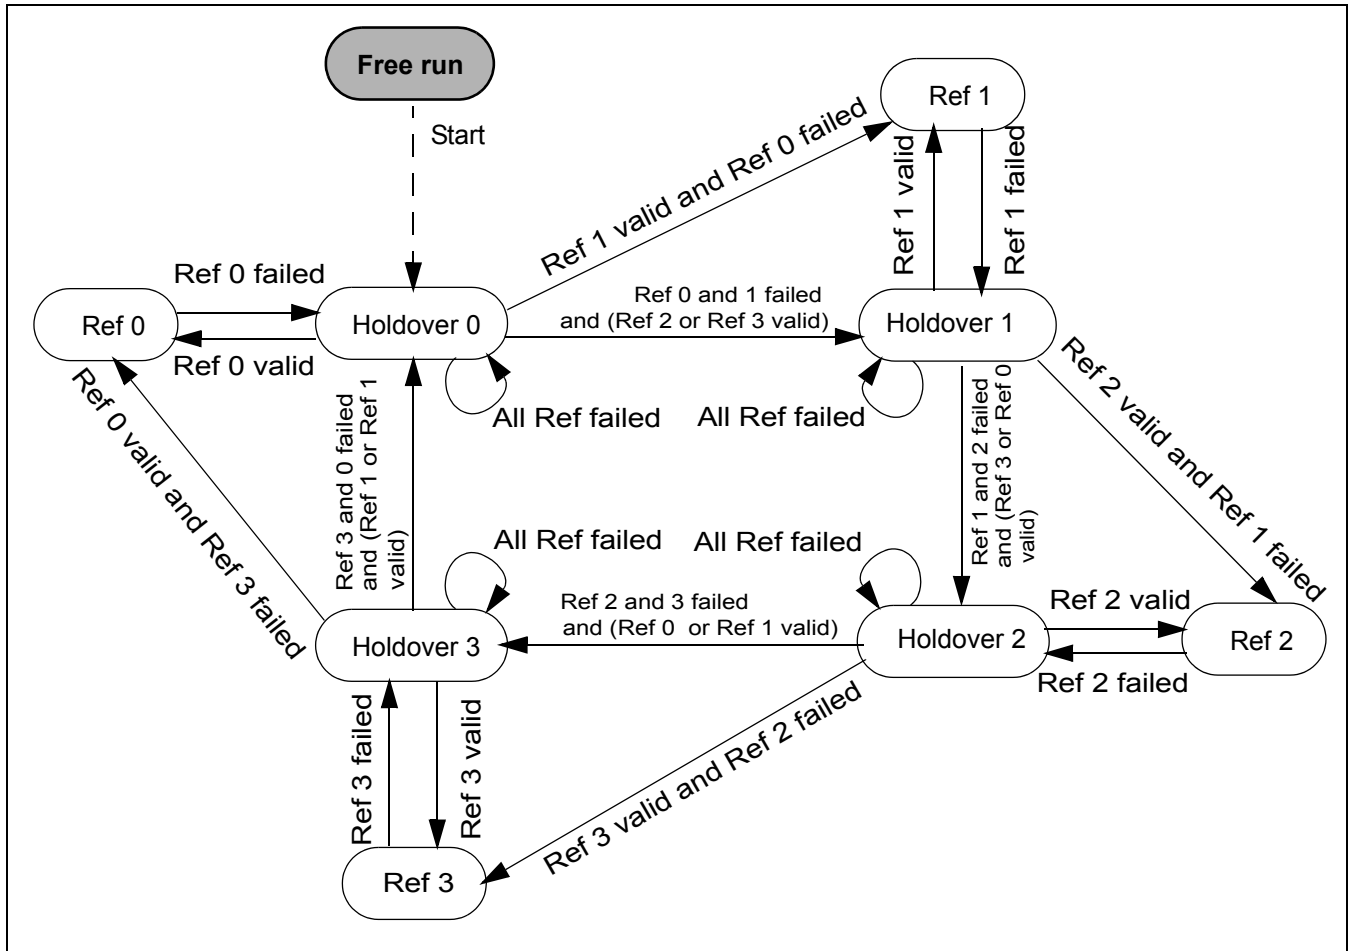 Free run
Start
Ref 1
Ref 1 valid and Ref 0 failed
Ref 1 valid
Ref 1 failed
Ref 0 failed
Ref 0
Ref 0 valid
Holdover 0
Ref 0 and 1 failed
and (Ref 2 or Ref 3 valid)
Holdover 1
All Ref failed
All Ref failed
Ref 0 valid and Ref 3 failed
Ref 3 and 0 failed
and (Ref 1 or Ref 1
valid)
Ref 1 and 2 failed
and (Ref 3 or Ref 0
valid)
Ref 2 valid and Ref 1 failed
All Ref failed
All Ref failed
Holdover 3
Ref 2 and 3 failed
and (Ref 0 or Ref 1 valid)
Holdover 2
Ref 2 valid
Ref 2
Ref 2 failed
Ref 3 failed
Ref 3 valid
Ref 3 valid and Ref 2 failed
Ref 3